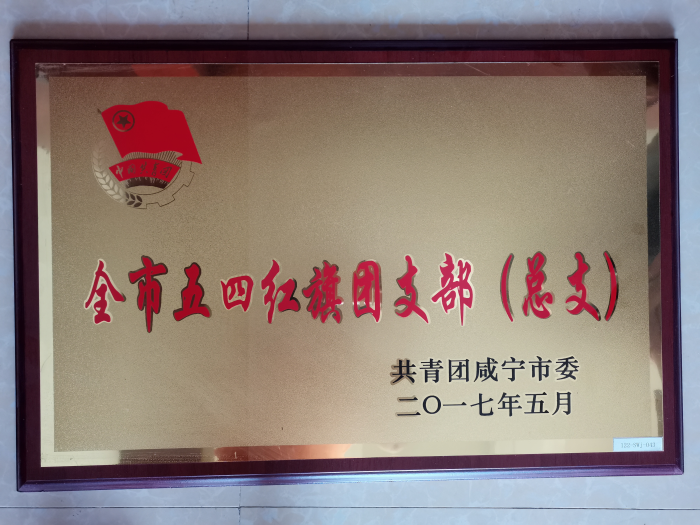 全市五四红旗团支部（总支）
共青团咸宁市委
二〇一七年五月